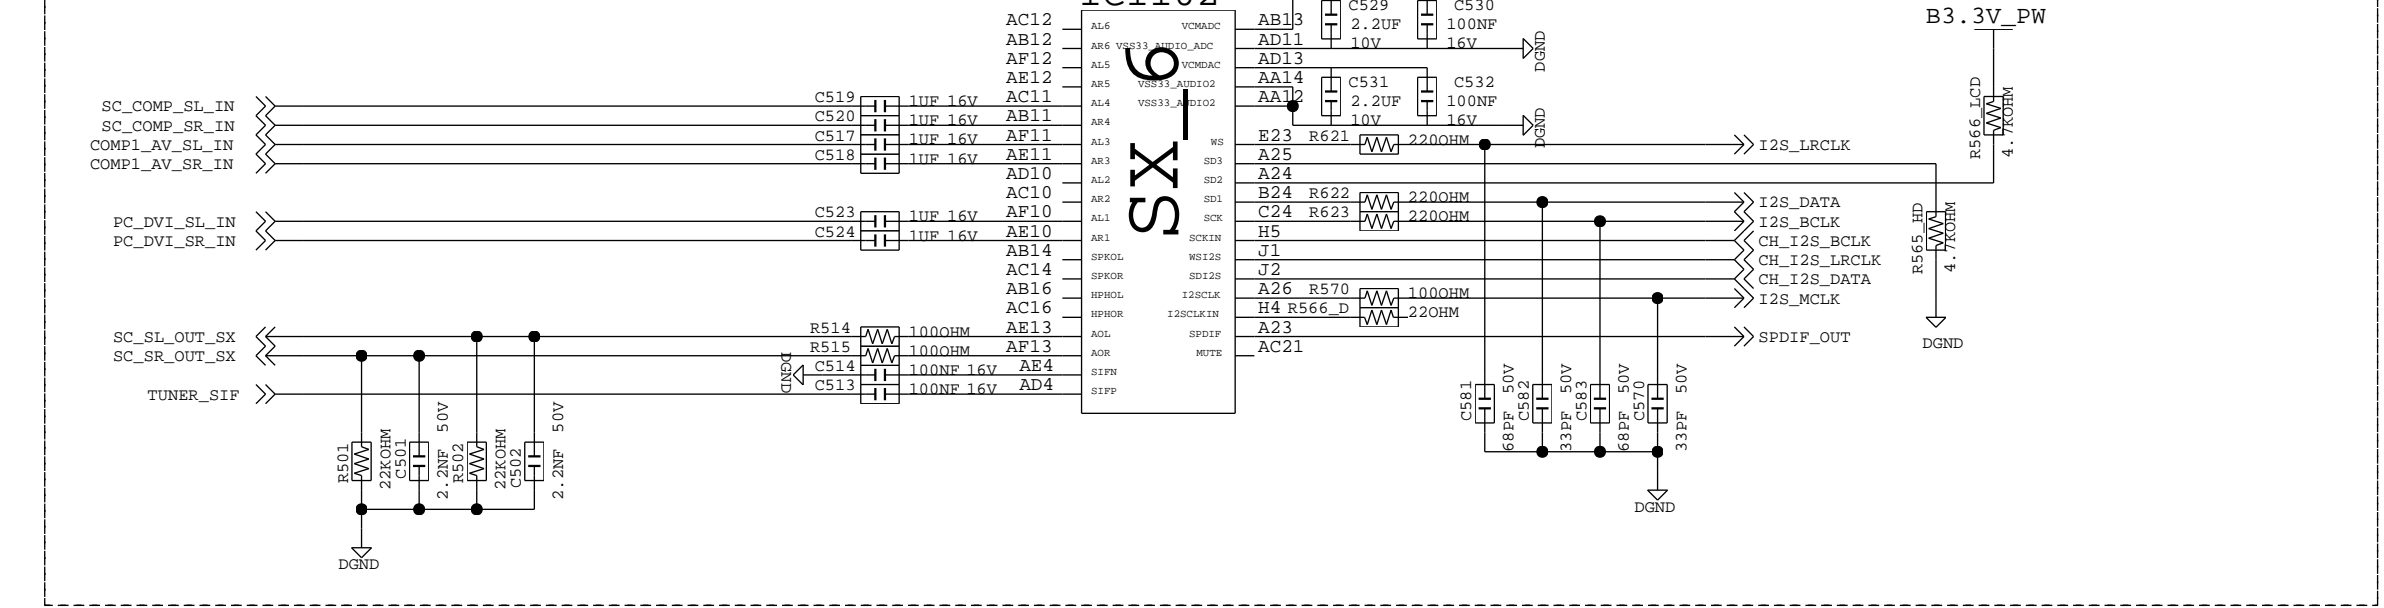 C529
C530
B3.3V_PW
2.2UF
100NF
10V
16V
DGND
AC12
AB12
AF12
AE12
AC11
AB11
AF11
AE11
AD10
AC10
AF10
AE10
AB14
AC14
AB16
AC16
AE13
AF13
AE4
AD4
AL6
AR6
AL5
AR5
AL4
AR4
AL3
AR3
AL2
AR2
AL1
AR1
SPKOL
SPKOR
HPHOL
HPHOR
AOL
AOR
SIFN
SIFP
SX_6
VCMADC
VSS33_AUDIO_ADC
VCMDAC
VSS33_AUDIO2
VSS33_AUDIO2
WS
SD3
SD2
SD1
SCK
SCKIN
WSI2S
SDI2S
I2SCLK
I2SCLKIN
SPDIF
MUTE
AB13
AD11
AD13
AA14
AA12
E23
A25
A24
B24
C24
H5
J1
J2
A26
H4
A23
AC21
C531
2.2UF
10V
C532
100NF
16V
DGND
R621 220OHM
R622 220OHM
R623 220OHM
R570 100OHM
R566_D 22OHM
I2S_LRCLK
I2S_DATA
I2S_BCLK
CH_I2S_BCLK
CH_I2S_LRCLK
CH_I2S_DATA
I2S_MCLK
SPDIF_OUT
R566_LCD
4.7KOHM
R565_HD
4.7KOHM
DGND
SC_COMP_SL_IN
SC_COMP_SR_IN
COMP1_AV_SL_IN
COMP1_AV_SR_IN
PC_DVI_SL_IN
PC_DVI_SR_IN
SC_SL_OUT_SX
SC_SR_OUT_SX
TUNER_SIF
C519 1UF 16V
C520 1UF 16V
C517 1UF 16V
C518 1UF 16V
C523 1UF 16V
C524 1UF 16V
R514 100OHM
R515 100OHM
DGND
C514 100NF 16V
C513 100NF 16V
R501
22KOHM
C501
2.2NF 50V
R502
22KOHM
C502
2.2NF 50V
DGND
C581
68PF 50V
C582
33PF 50V
C583
68PF 50V
C570
33PF 50V
DGND